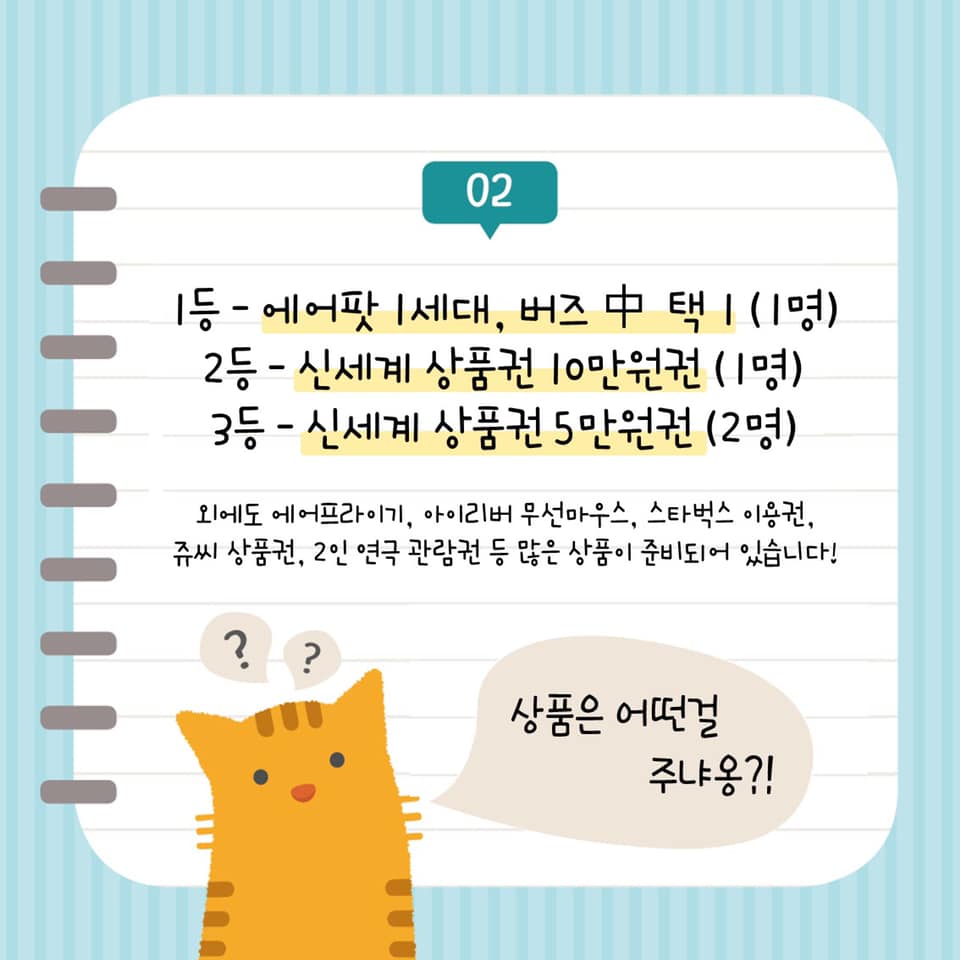 02
1등 - 에어팟 1세대, 버즈 中 택 1 (1명)
2등 - 신세계 상품권 10만원권 (1명)
3등 - 신세계 상품권 5만원권 (2명)
외에도 에어프라이기, 아이리버 무선마우스, 스타벅스 이용권,
쥬씨 상품권, 2인 연극 관람권 등 많은 상품이 준비되어 있습니다!
? ?
상품은 어떤걸
주냐옹?!